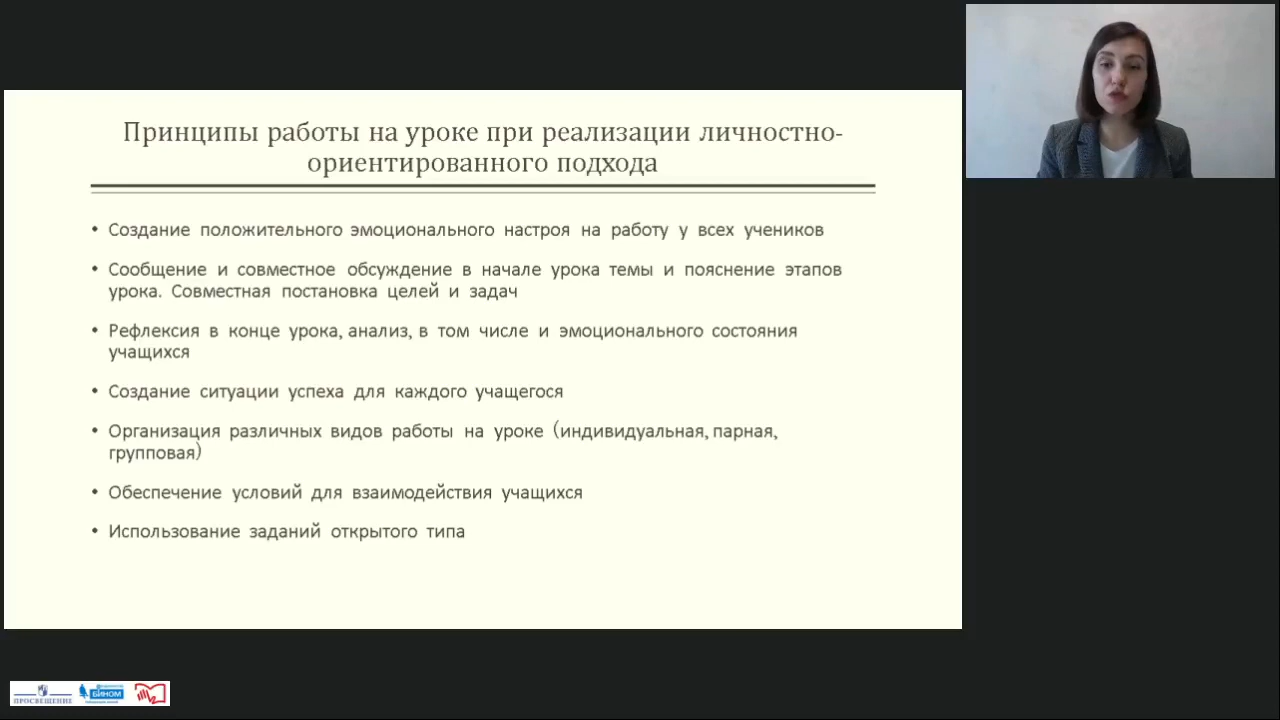 Принципы работы на уроке при реализации личностно-
ориентированного подхода
• Создание положительного эмоционального настроя на работу у всех учеников
• Сообщение и совместное обсуждение в начале урока темы и пояснение этапов
урока. Совместная постановка целей и задач
• Рефлексия в конце урока, анализ, в том числе и эмоционального состояния
учащихся
• Создание ситуации успеха для каждого учащегося
• Организация различных видов работы на уроке (индивидуальная, парная,
групповая)
• Обеспечение условий для взаимодействия учащихся
• Использование заданий открытого типа
ПРОСВЕЩЕНИЕ
БИНОМ